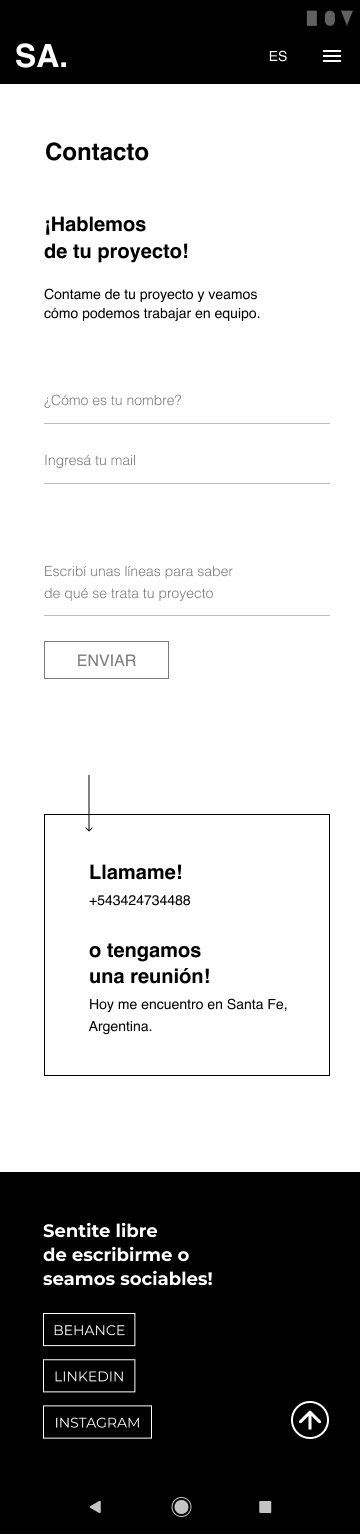 SA.
ES
Contacto
¡Hablemos
de tu proyecto!
Contame de tu proyecto y veamos
cómo podemos trabajar en equipo.
¿Cómo es tu nombre?
Ingresá tu mail
Escribí unas líneas para saber
de qué se trata tu proyecto
ENVIAR
Llamame!
+543424734488
o tengamos
una reunión!
Hoy me encuentro en Santa Fe,
Argentina.
Sentite libre
de escribirme o
seamos sociables!
BEHANCE
LINKEDIN
INSTAGRAM